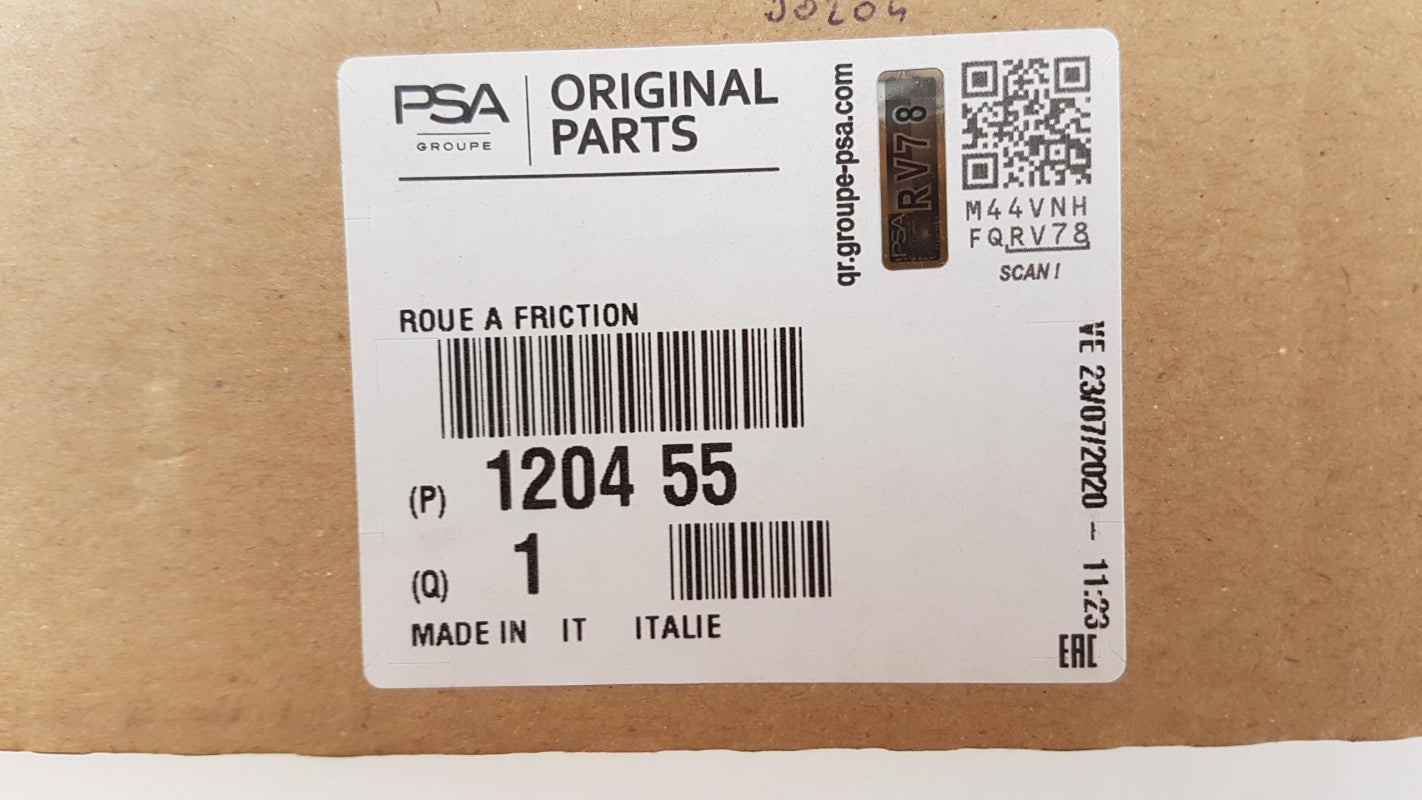 PSA
GROUPE
ORIGINAL
PARTS
qr.groupe-psa.com
PSA RV78
M44VNH
FQRV78
SCAN!
ROUE A FRICTION
(P) 1204 55
(Q) 1
MADE IN IT ITALIE
VE 23/07/2020 - 11:23
EAC